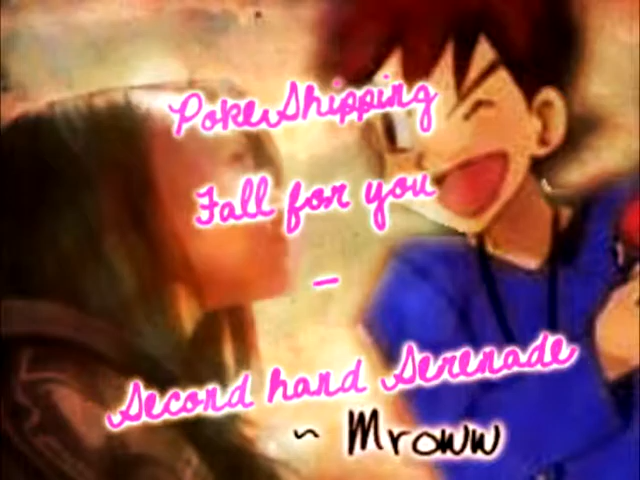 PokeShipping
Fall for you
-
Second hand Serenade
~ Mroww